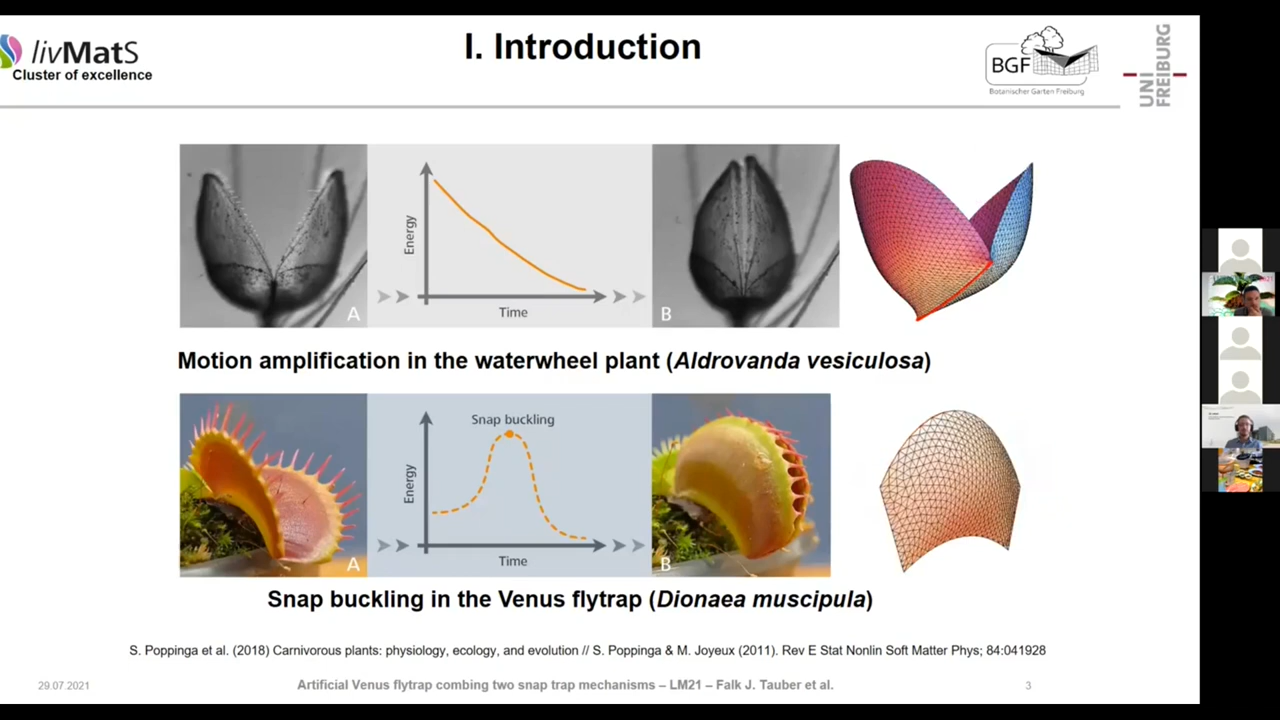 livMatS
Cluster of excellence
I. Introduction
BGF
Botanischer Garten Freiburg
UNI
FREIBURG
A
Energy
Time
B
Motion amplification in the waterwheel plant (Aldrovanda vesiculosa)
A
Snap buckling
Energy
Time
B
Snap buckling in the Venus flytrap (Dionaea muscipula)
S. Poppinga et al. (2018) Carnivorous plants: physiology, ecology, and evolution // S. Poppinga & M. Joyeux (2011). Rev E Stat Nonlin Soft Matter Phys; 84:041928
29.07.2021
Artificial Venus flytrap combing two snap trap mechanisms – LM21 – Falk J. Tauber et al.
3